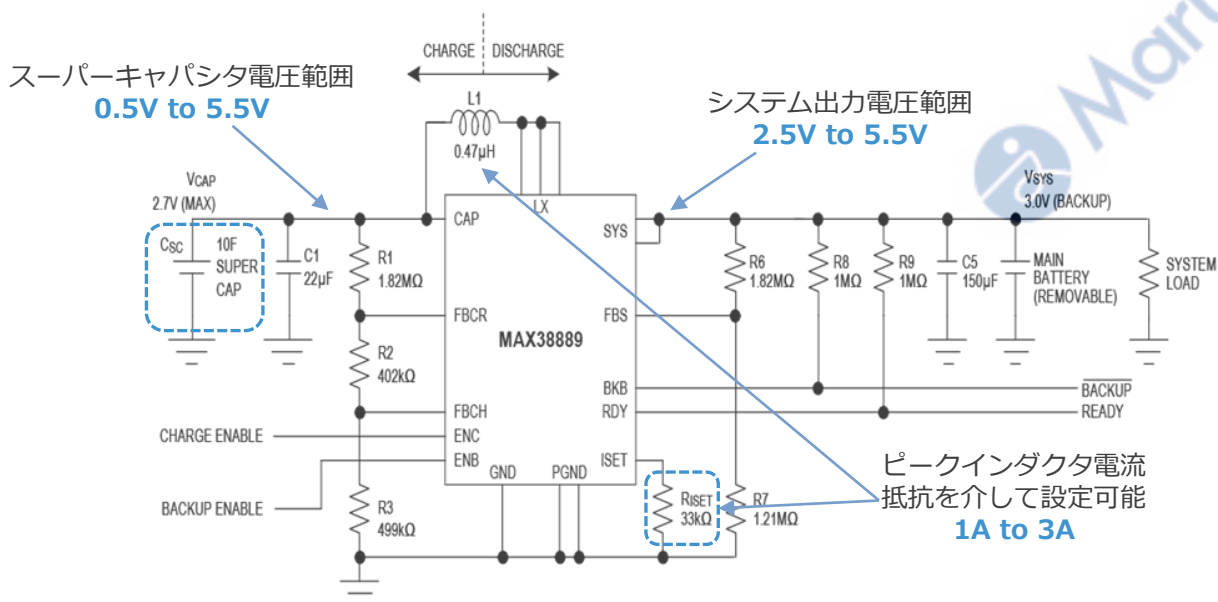 CHARGE DISCHARGE
スーパーキャパシタ電圧範囲
0.5V to 5.5V
L1
0.47µH
システム出力電圧範囲
2.5V to 5.5V
VCAP
2.7V (MAX)
CSC
10F
SUPER
CAP
C1
22µF
R1
1.82MΩ
R2
402kΩ
R3
499kΩ
CHARGE ENABLE
BACKUP ENABLE
CAP
LX
SYS
FBCR
FBS
MAX38889
BKB
RDY
FBCH
ENC
ENB
GND
PGND
ISET
RISET
33kΩ
R7
1.21MΩ
R6
1.82MΩ
R8
1MΩ
R9
1MΩ
C5
150µF
VSYS
3.0V (BACKUP)
MAIN
BATTERY
(REMOVABLE)
SYSTEM
LOAD
BACKUP
READY
ピークインダクタ電流
抵抗を介して設定可能
1A to 3A